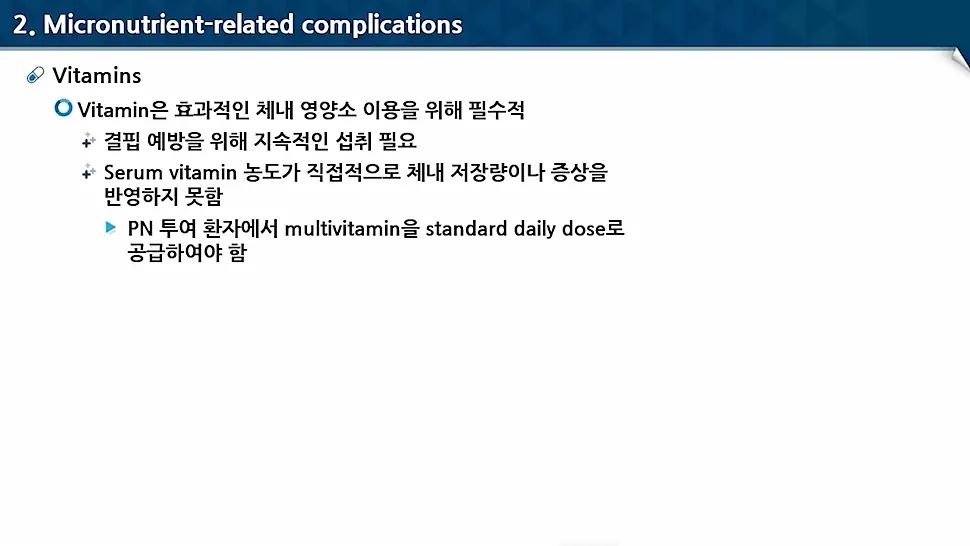 2. Micronutrient-related complications
Vitamins
Vitamin은 효과적인 체내 영양소 이용을 위해 필수적
결핍 예방을 위해 지속적인 섭취 필요
Serum vitamin 농도가 직접적으로 체내 저장량이나 증상을
반영하지 못함
PN 투여 환자에서 multivitamin을 standard daily dose로
공급하여야 함